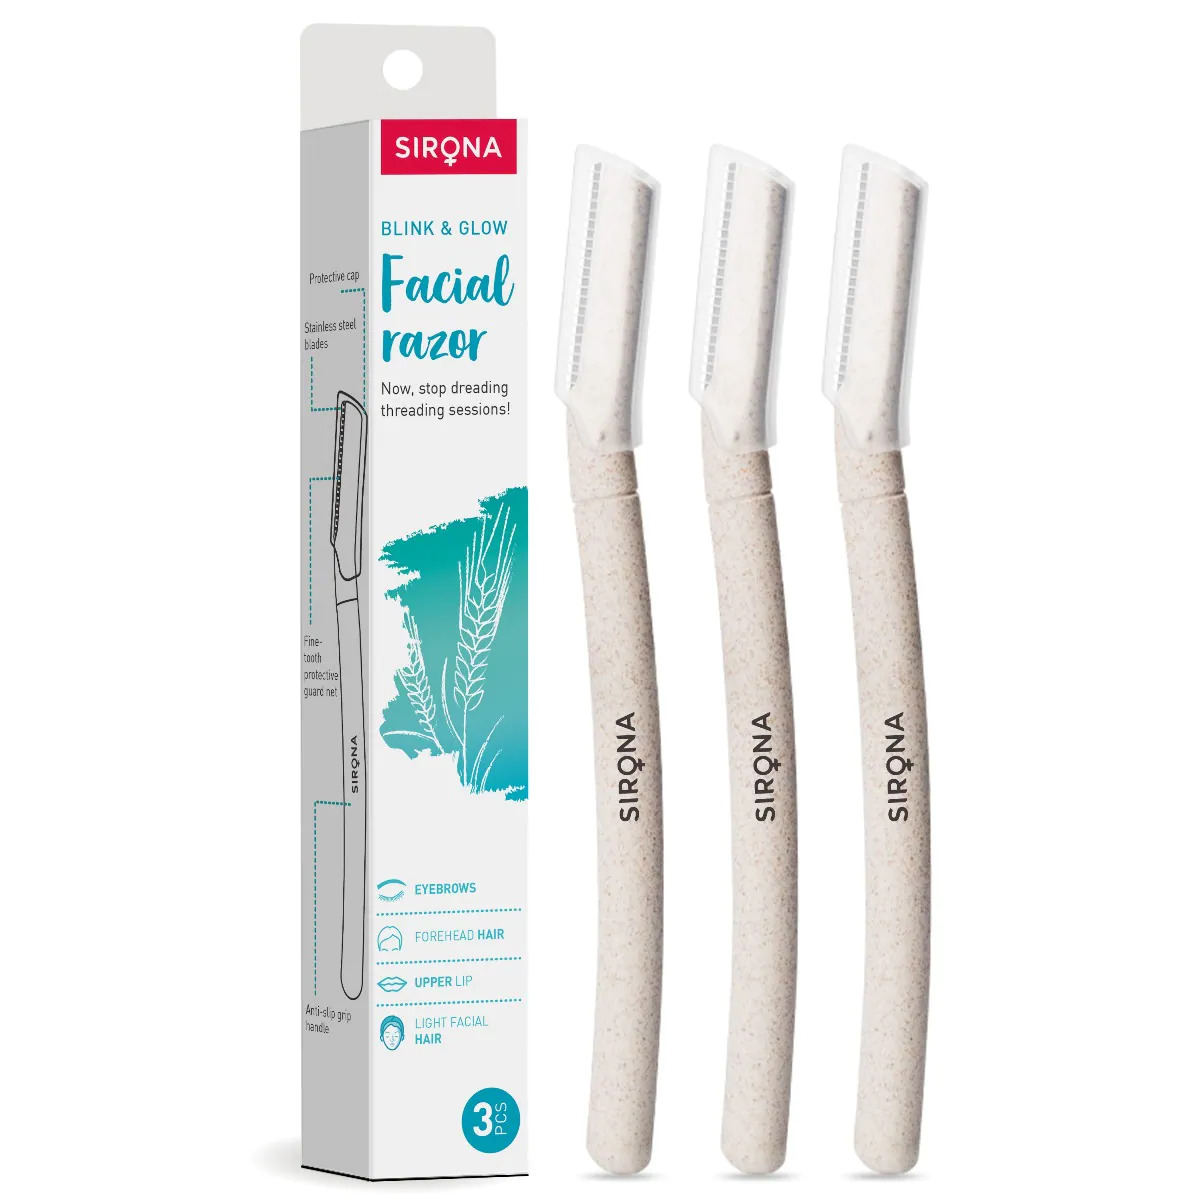 SIRONA
BLINK & GLOW
Facial
razor
Now, stop dreading
threading sessions!
EYEBROWS
FOREHEAD HAIR
UPPER LIP
LIGHT FACIAL
HAIR
3 PCS
Protective cap
Stainless steel
blades
Fine-
tooth
protective
guard net
SIRONA
Anti-slip grip
handle
SIRONA
SIRONA
SIRONA